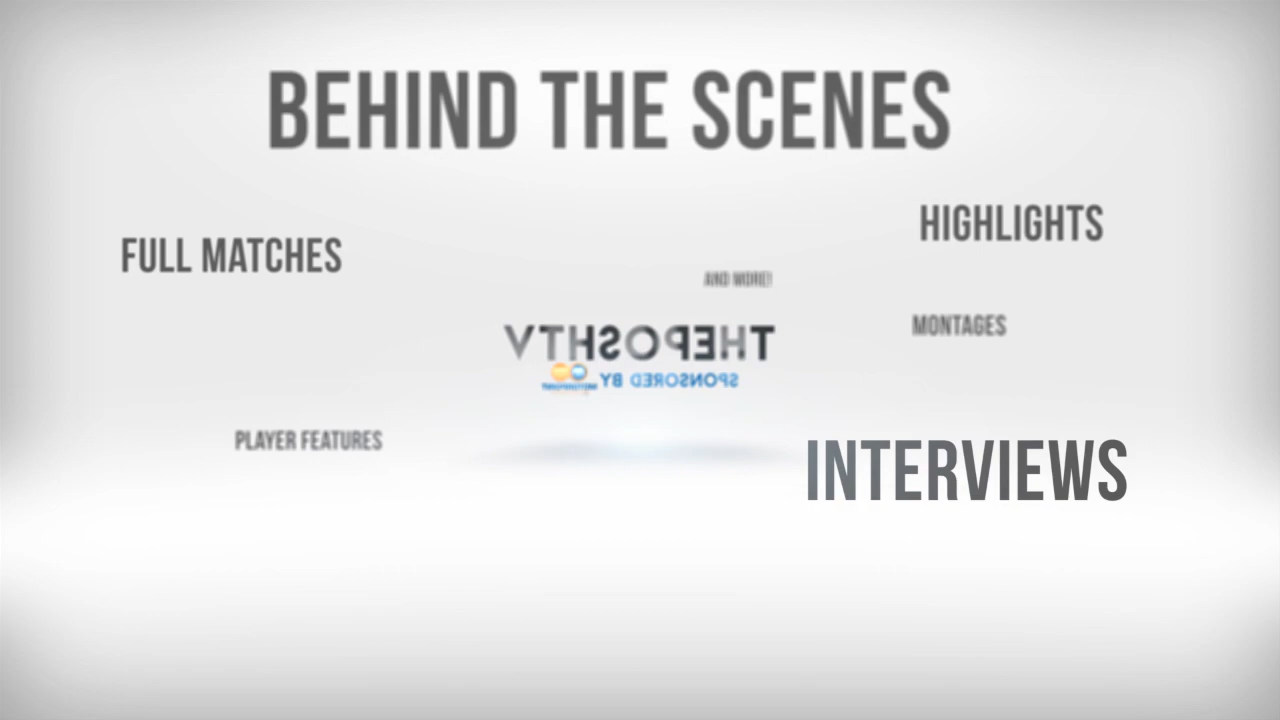 BEHIND THE SCENES
HIGHLIGHTS
FULL MATCHES
AND MORE!
MONTAGES
THEPOSHTV
SPONSORED BY
PLAYER FEATURES
INTERVIEWS